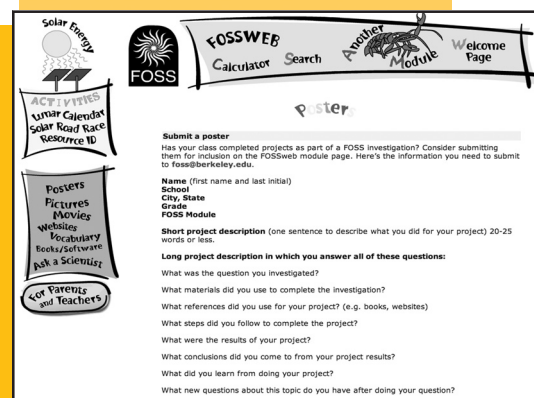 Solar Energy
FOSS
FOSSWEB
Calculator
Search
Another Module
Welcome
Page
ACTIVITIES
Lunar Calendar
Solar Road Race
Resource ID
Posters
Pictures
Movies
Websites
Vocabulary
Books/Software
Ask a Scientist
For Parents
and Teachers
Posters
Submit a poster
Has your class completed projects as part of a FOSS investigation? Consider submitting
them for inclusion on the FOSSweb module page. Here's the information you need to submit
to foss@berkeley.edu.
Name (first name and last initial)
School
City, State
Grade
FOSS Module
Short project description (one sentence to describe what you did for your project) 20-25
words or less.
Long project description in which you answer all of these questions:
What was the question you investigated?
What materials did you use to complete the investigation?
What references did you use for your project? (e.g. books, websites)
What steps did you follow to complete the project?
What were the results of your project?
What conclusions did you come to from your project results?
What did you learn from doing your project?
What new questions about this topic do you have after doing your question?